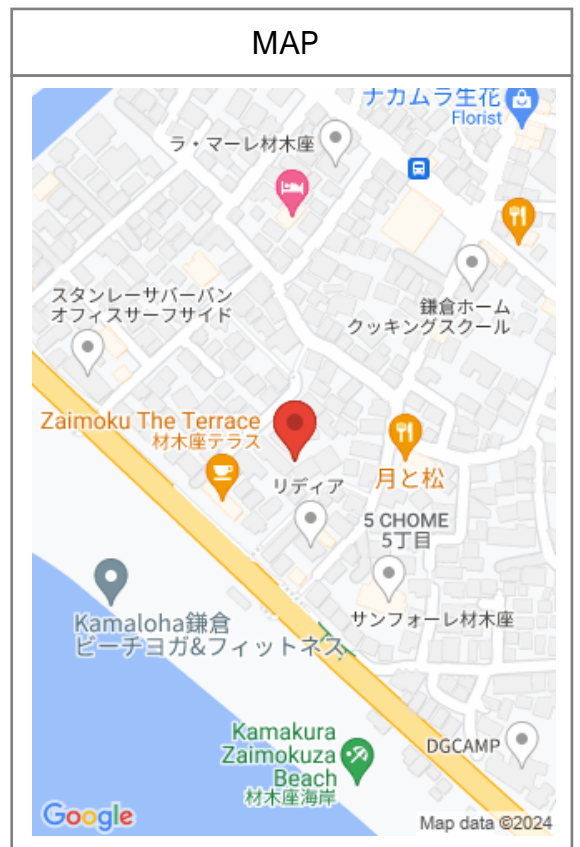 MAP
ナカムラ生花
Florist
ラ・マーレ材木座
鎌倉ホーム
クッキングスクール
スタンレーサバーバン
オフィスサーフサイド
Zaimoku The Terrace
材木座テラス
月と松
リディア
5 CHOME
5丁目
サンフォーレ材木座
Kamaloha鎌倉
ビーチヨガ&フィットネス
Kamakura
Zaimokuza
Beach
材木座海岸
DGCAMP
Google
Map data ©2024